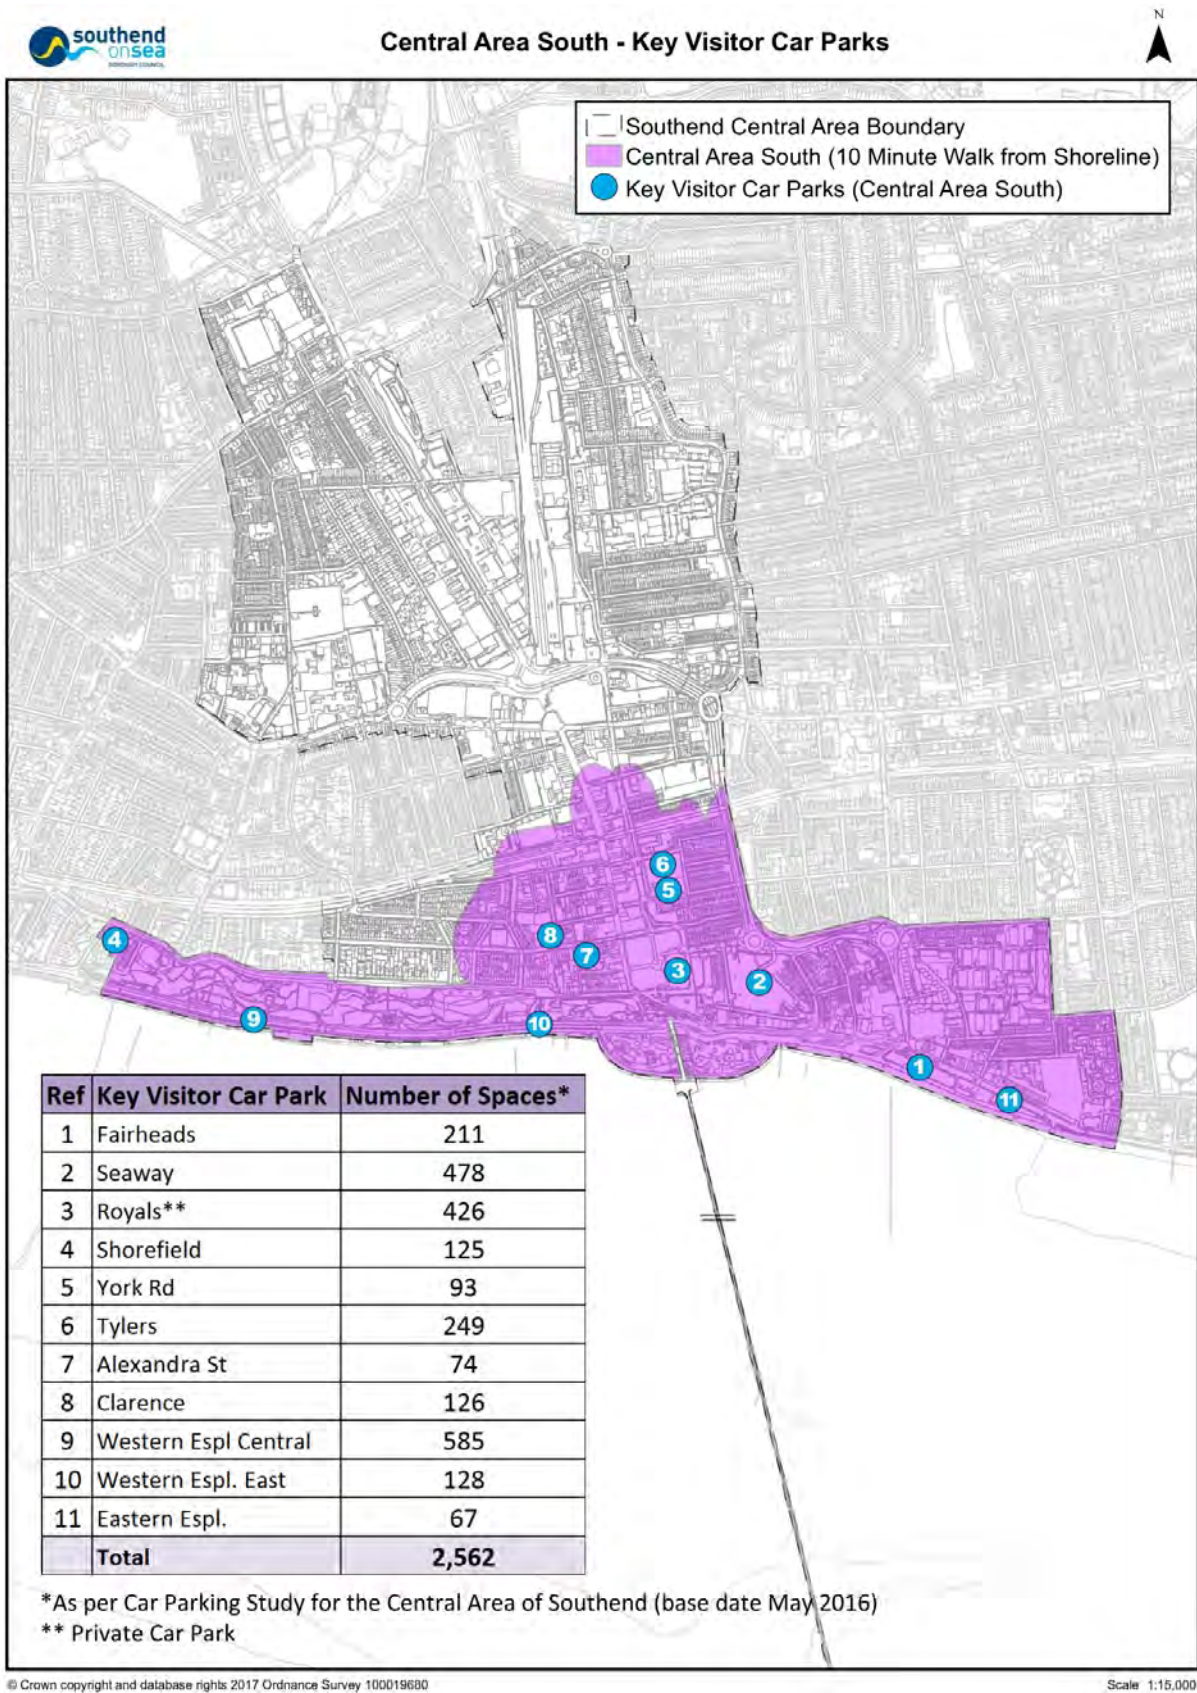 southend
on sea
BOROUGH COUNCIL
Central Area South - Key Visitor Car Parks
N
Southend Central Area Boundary
Central Area South (10 Minute Walk from Shoreline)
Key Visitor Car Parks (Central Area South)
6
5
8
7
4
3
2
9
10
1
11
Ref Key Visitor Car Park Number of Spaces*
1 Fairheads 211
2 Seaway 478
3 Royals** 426
4 Shorefield 125
5 York Rd 93
6 Tylers 249
7 Alexandra St 74
8 Clarence 126
9 Western Espl Central 585
10 Western Espl. East 128
11 Eastern Espl. 67
Total 2,562
*As per Car Parking Study for the Central Area of Southend (base date May 2016)
** Private Car Park
© Crown copyright and database rights 2017 Ordnance Survey 100019680
Scale 1:15,000